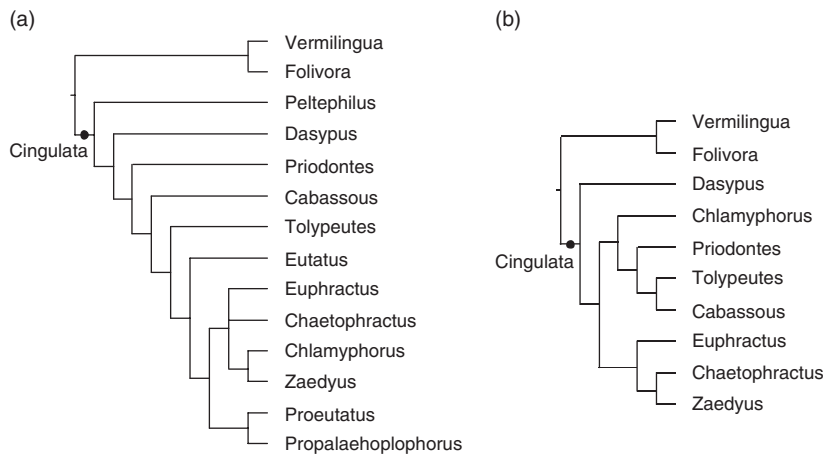 (a)
Vermilingua
Folivora
Peltephilus
Dasypus
Cingulata
Priodontes
Cabassous
Tolypeutes
Eutatus
Euphractus
Chaetophractus
Chlamyphorus
Zaedyus
Proeutatus
Propalaehoplophorus
(b)
Vermilingua
Folivora
Dasypus
Chlamyphorus
Cingulata
Priodontes
Tolypeutes
Cabassous
Euphractus
Chaetophractus
Zaedyus